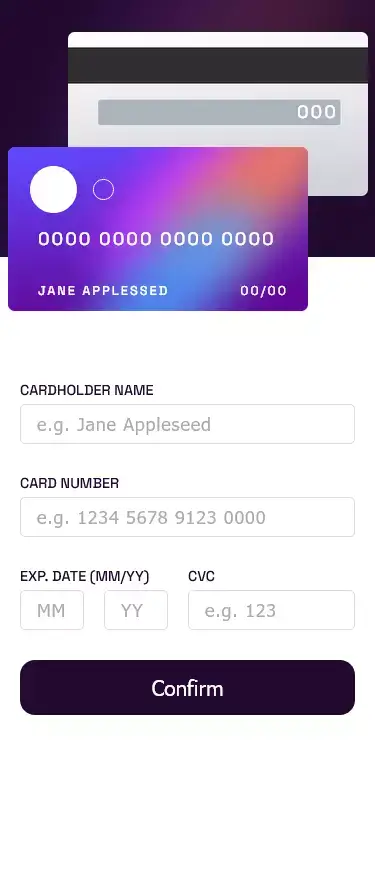 000
0000 0000 0000 0000
JANE APPLESSED 00/00
CARDHOLDER NAME
e.g. Jane Appleseed
CARD NUMBER
e.g. 1234 5678 9123 0000
EXP. DATE (MM/YY) CVC
MM YY e.g. 123
Confirm